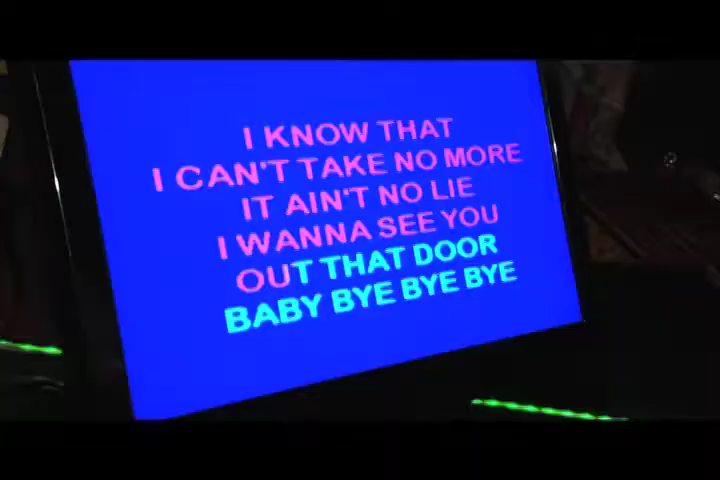 I KNOW THAT
I CAN'T TAKE NO MORE
IT AIN'T NO LIE
I WANNA SEE YOU
OUT THAT DOOR
BABY BYE BYE BYE